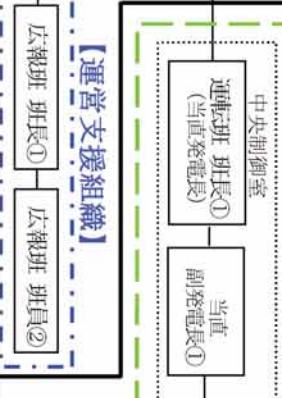 中央制御室
運転班 班長①
(当直発電長)
当直
副発電長①
【運営支援組織】
広報班 班長①
広報班 班員②